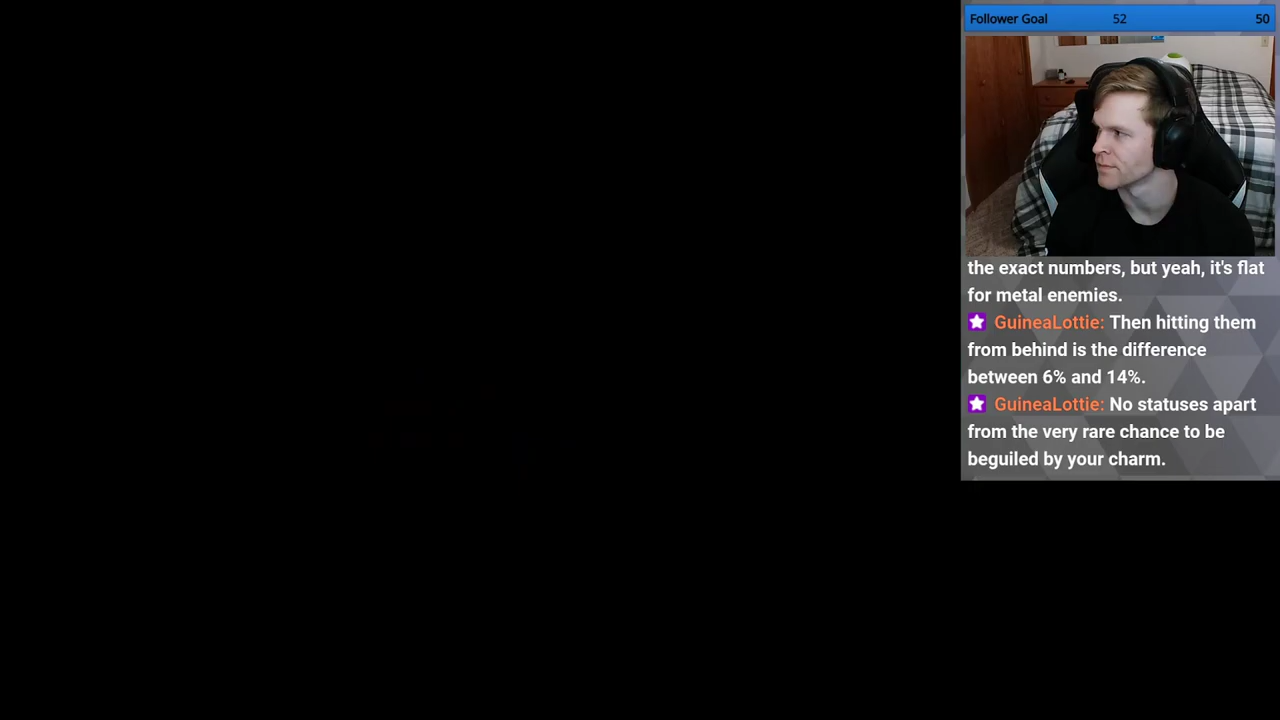 Follower Goal 52 50
the exact numbers, but yeah, it's flat
for metal enemies.
GuineaLottie: Then hitting them
from behind is the difference
between 6% and 14%.
GuineaLottie: No statuses apart
from the very rare chance to be
beguiled by your charm.